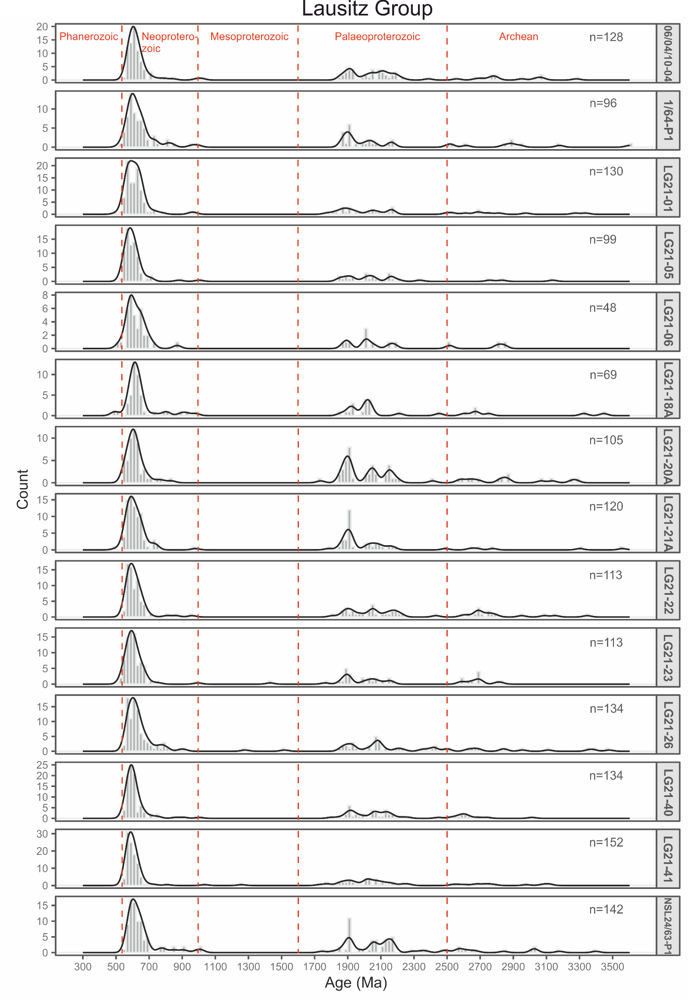 Lausitz Group
Phanerozoic
Neoprotero-
zoic
Mesoproterozoic
Palaeoproterozoic
Archean
n=128
06/04/10-04
20
15
10
5
0
n=96
1/64-P1
10
5
0
n=130
LG21-01
20
15
10
5
0
n=99
LG21-05
15
10
5
0
n=48
LG21-06
8
6
4
2
0
n=69
LG21-18A
10
5
0
n=105
LG21-20A
10
5
0
Count
n=120
LG21-21A
15
10
5
0
n=113
LG21-22
15
10
5
0
n=113
LG21-23
15
10
5
0
n=134
LG21-26
15
10
5
0
n=134
LG21-40
25
20
15
10
5
0
n=152
LG21-41
30
20
10
0
n=142
NSL24/63-P1
15
10
5
0
300 500 700 900 1100 1300 1500 1700 1900 2100 2300 2500 2700 2900 3100 3300 3500
Age (Ma)